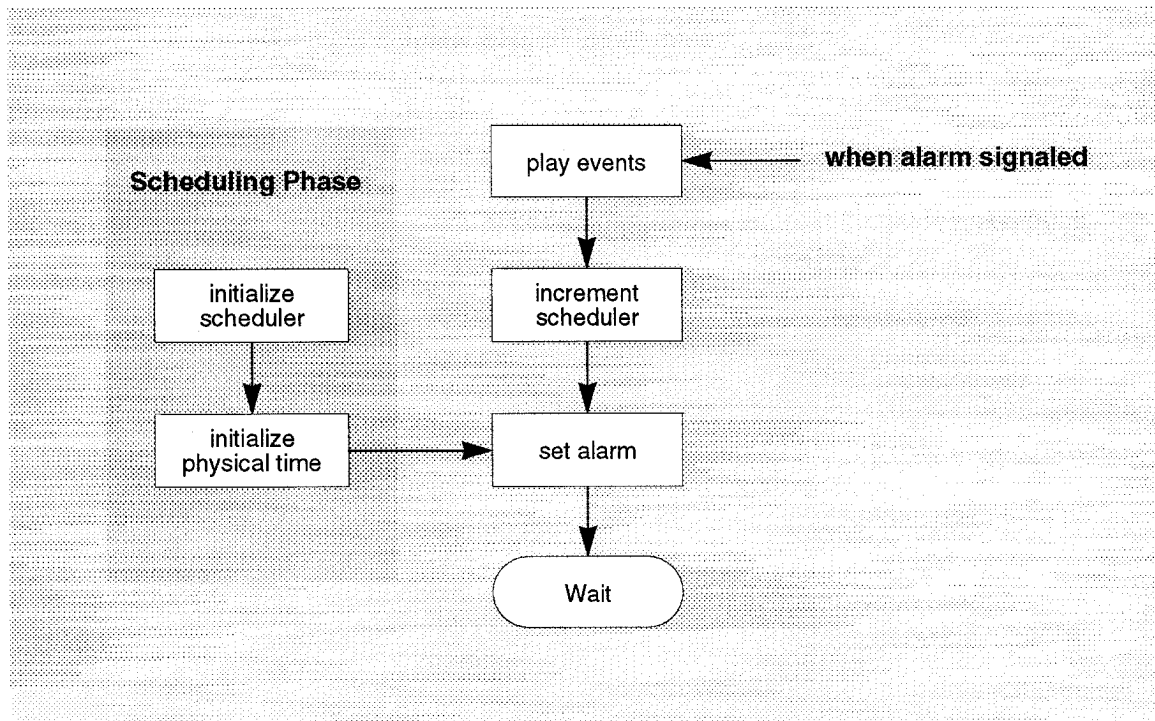 play events
when alarm signaled
Scheduling Phase
initialize
scheduler
increment
scheduler
initialize
physical time
set alarm
Wait